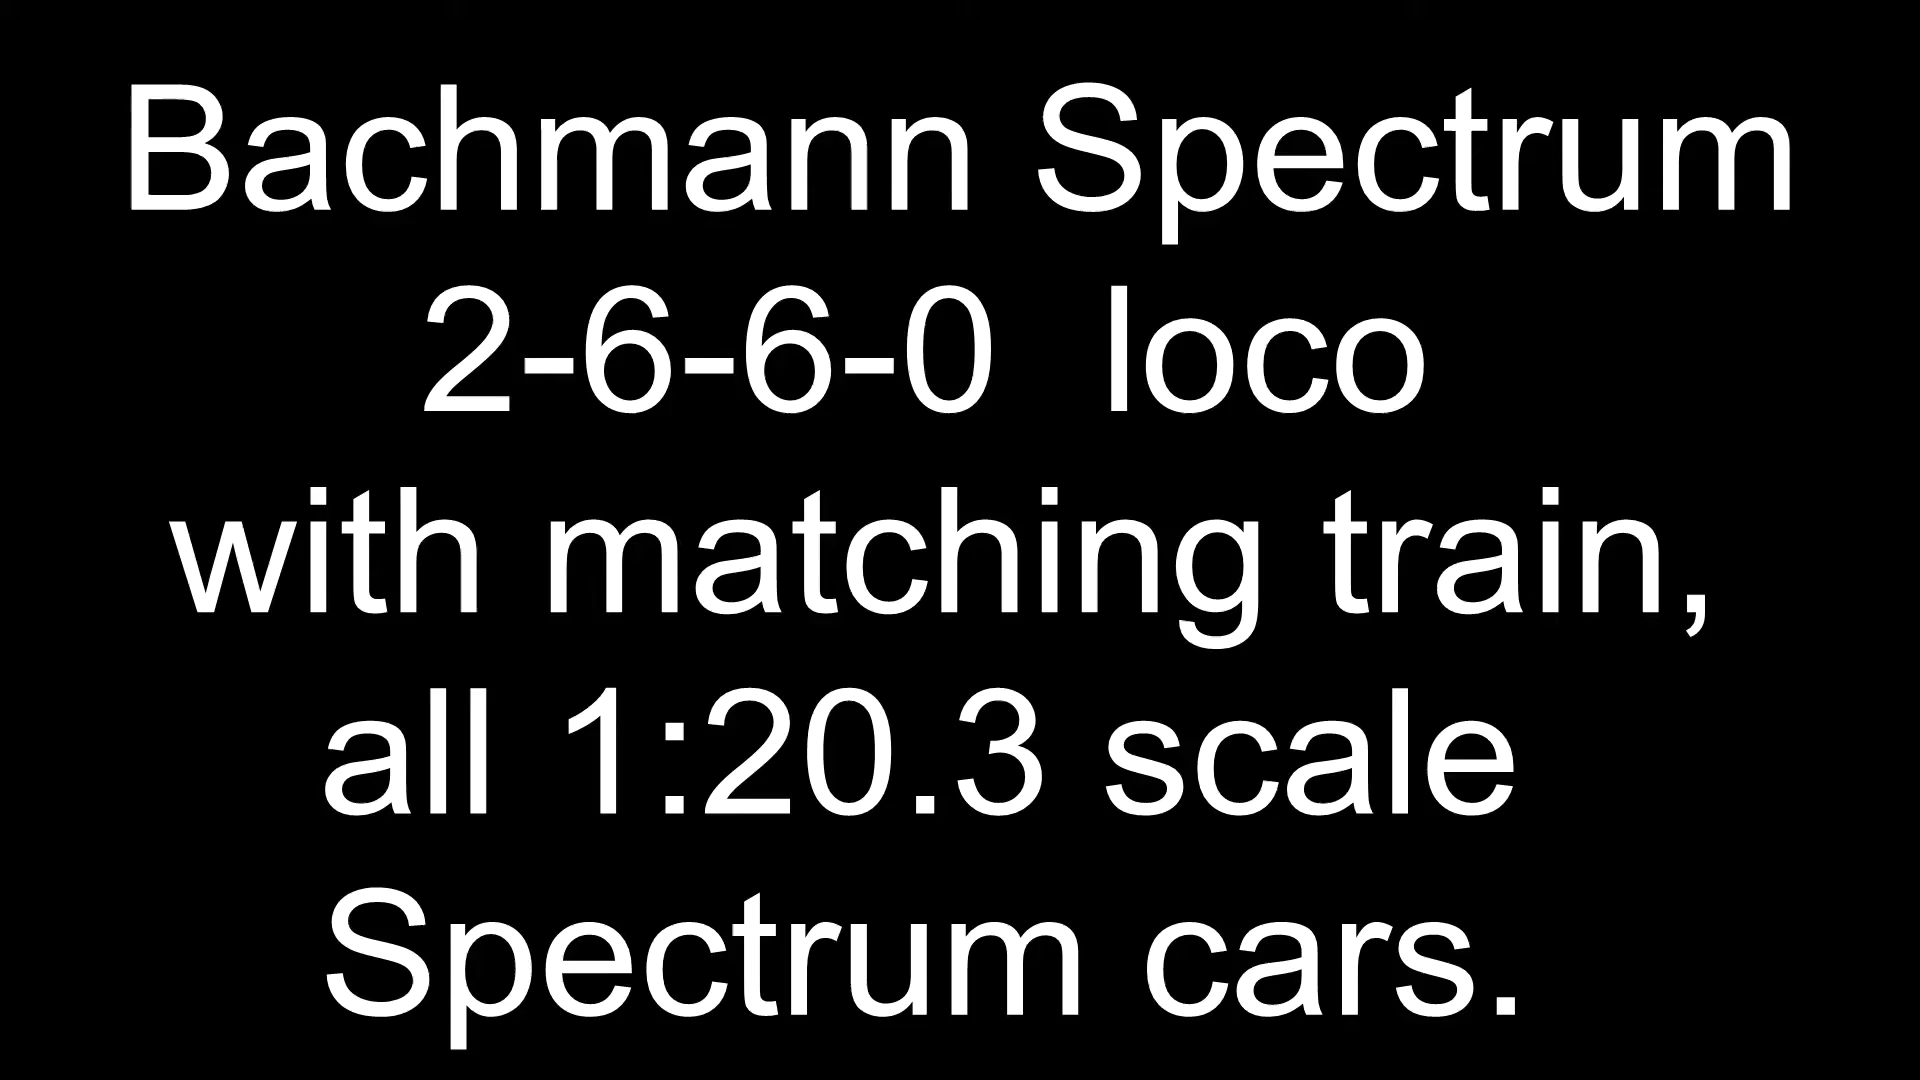 Bachmann Spectrum
2-6-6-0 loco
with matching train,
all 1:20.3 scale
Spectrum cars.